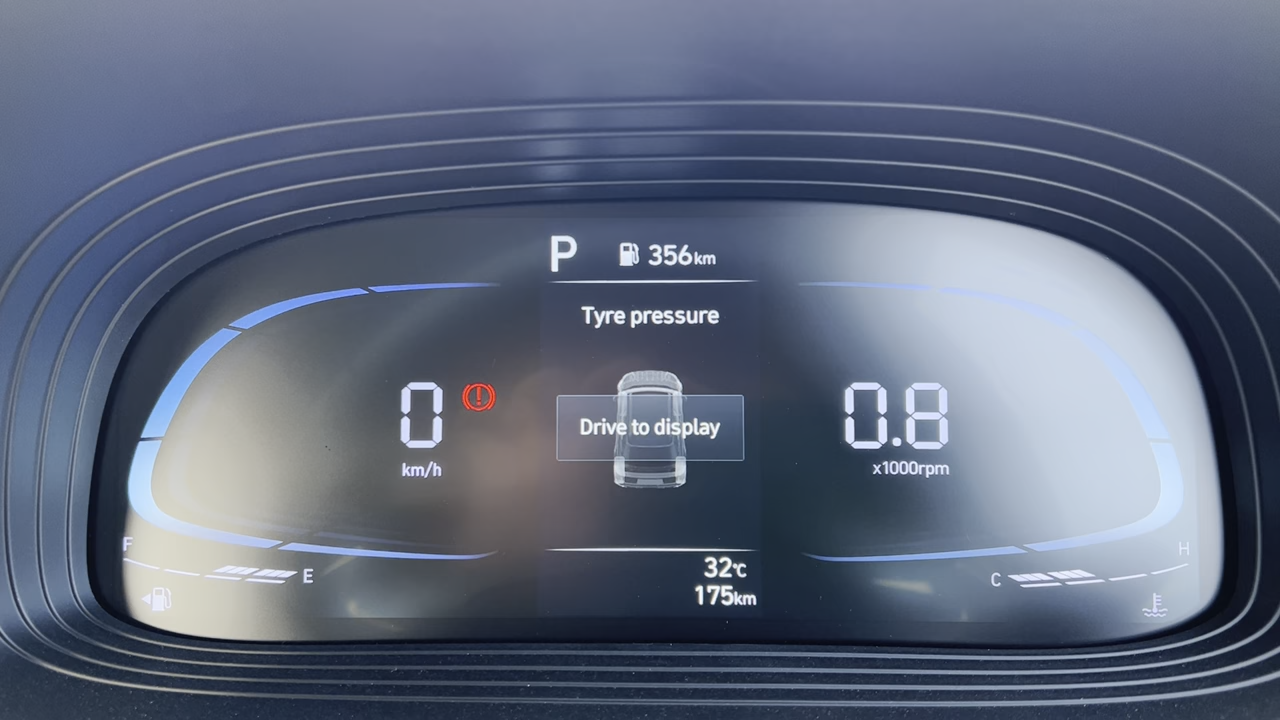 P 356km
Tyre pressure
0
km/h
Drive to display
0.8
x1000rpm
F
E
32℃
175km
C
H